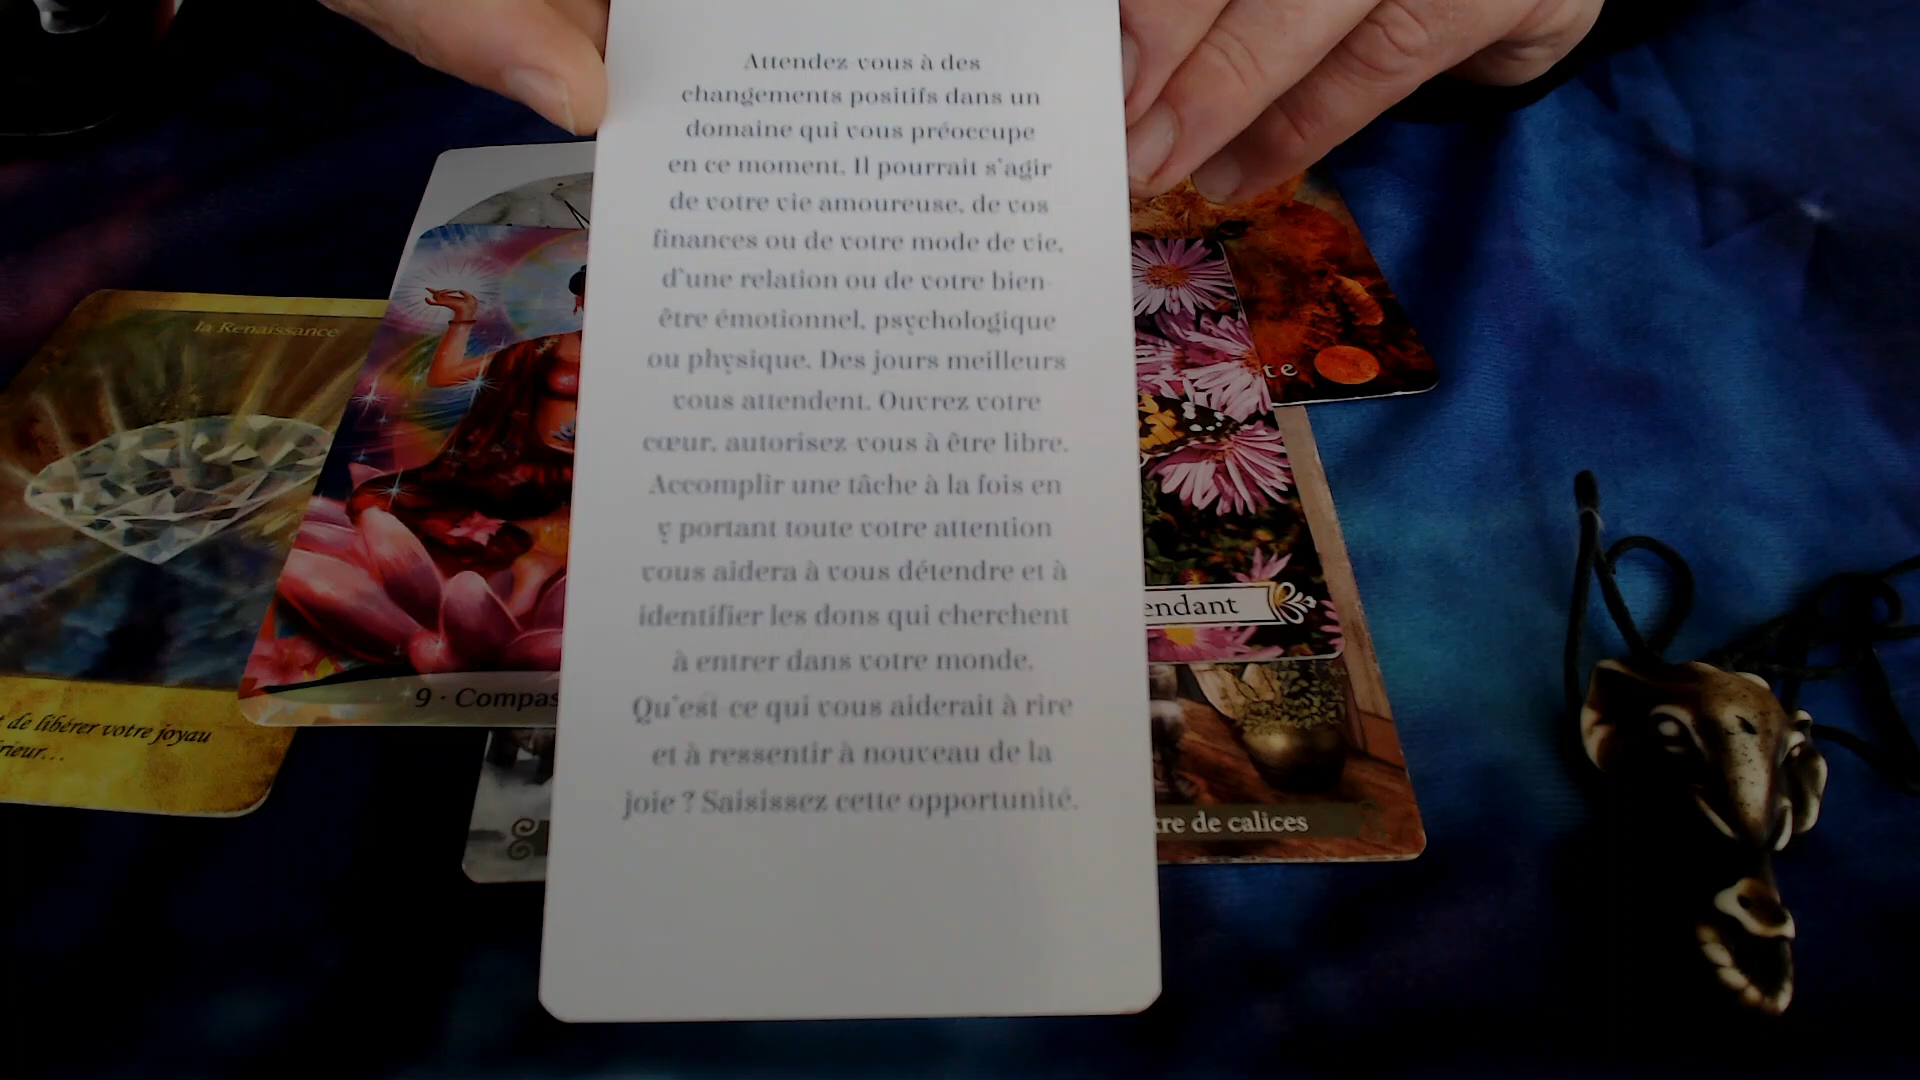 Attendez-vous à des
changements positifs dans un
domaine qui vous préoccupe
en ce moment. Il pourrait s'agir
de votre vie amoureuse, de vos
finances ou de votre mode de vie,
d'une relation ou de votre bien-
être émotionnel, psychologique
ou physique. Des jours meilleurs
vous attendent. Ouvrez votre
cœur, autorisez-vous à être libre.
Accomplir une tâche à la fois en
y portant toute votre attention
vous aidera à vous détendre et à
identifier les dons qui cherchent
à entrer dans votre monde.
Qu'est-ce qui vous aiderait à rire
et à ressentir à nouveau de la
joie ? Saisissez cette opportunité.
la Renaissance
de libérer votre joyau
rieur...
9 · Compas
te
endant
tre de calices